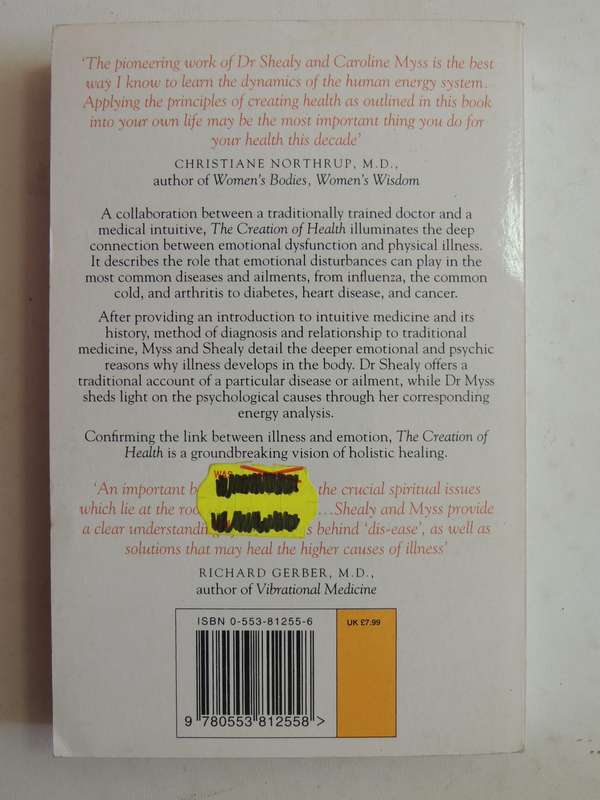 ‘The pioneering work of Dr Shealy and Caroline Myss is the best
way I know to learn the dynamics of the human energy system.
Applying the principles of creating health as outlined in this book
into your own life may be the most important thing you do for
your health this decade’
CHRISTIANE NORTHRUP, M.D.,
author of Women's Bodies, Women's Wisdom
A collaboration between a traditionally trained doctor and a
medical intuitive, The Creation of Health illuminates the deep
connection between emotional dysfunction and physical illness.
It describes the role that emotional disturbances can play in the
most common diseases and ailments, from influenza, the common
cold, and arthritis to diabetes, heart disease, and cancer.
After providing an introduction to intuitive medicine and its
history, method of diagnosis and relationship to traditional
medicine, Myss and Shealy detail the deeper emotional and psychic
reasons why illness develops in the body. Dr Shealy offers a
traditional account of a particular disease or ailment, while Dr Myss
sheds light on the psychological causes through her corresponding
energy analysis.
Confirming the link between illness and emotion, The Creation of
Health is a groundbreaking vision of holistic healing.
WAS
‘An important the crucial spiritual issues
which lie at the …Shealy and Myss provide
a clear understanding behind ‘dis-ease’, as well as
solutions that may heal the higher causes of illness’
RICHARD GERBER, M.D.,
author of Vibrational Medicine
ISBN 0-553-81255-6
UK £7.99
9 780553 812558 >